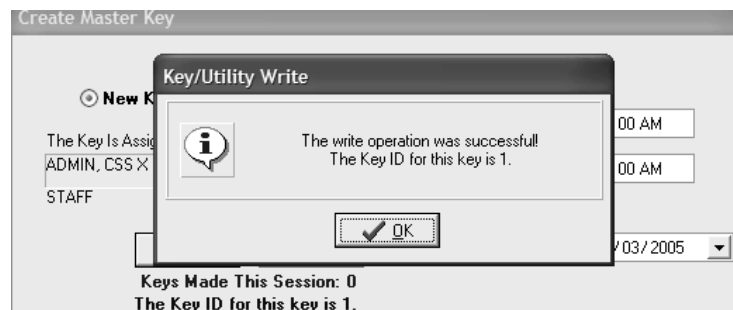 Create Master Key
Key/Utility Write
New K
The write operation was successful!
The Key ID for this key is 1.
00 AM
The Key Is Assig
ADMIN, CSS X
00 AM
STAFF
OK
/03/2005
Keys Made This Session: 0
The Key ID for this key is 1.